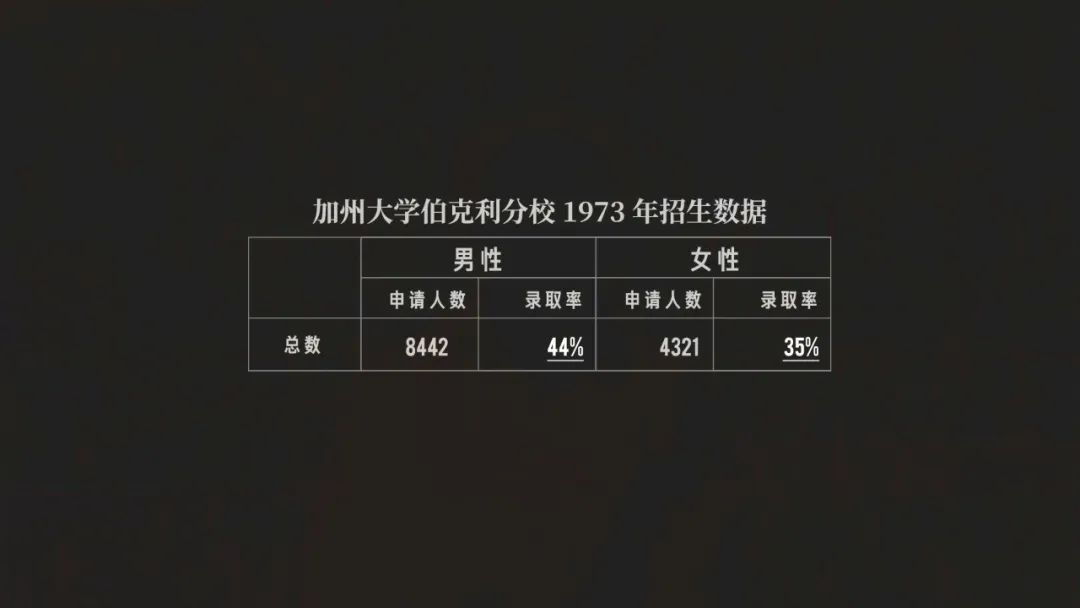 加州大学伯克利分校 1973 年招生数据
男性 女性
申请人数 录取率 申请人数 录取率
总数 8442 44% 4321 35%